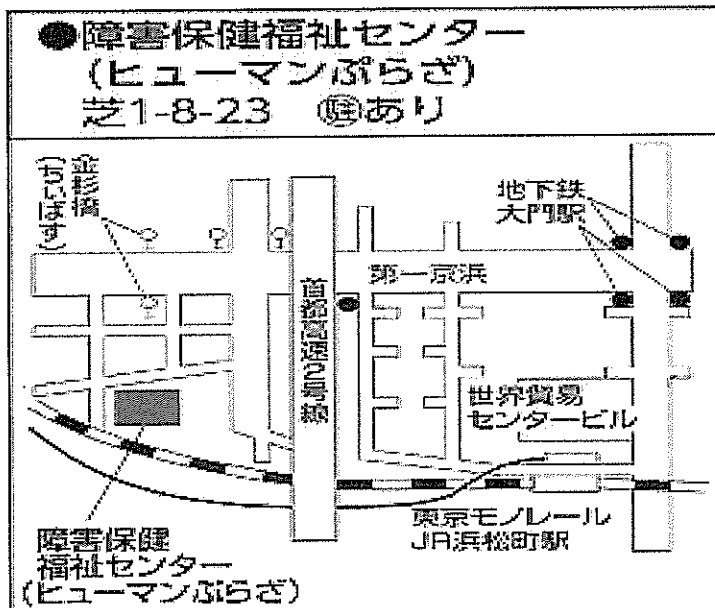 ●障害保健福祉センター
(ヒューマンぷらざ)
芝1-8-23 ㊟あり
金杉橋
(ちぃばす)
地下鉄
大門駅
第一京浜
首都高速2号線
世界貿易
センタービル
東京モノレール
JR浜松町駅
障害保健
福祉センター
(ヒューマンぷらざ)